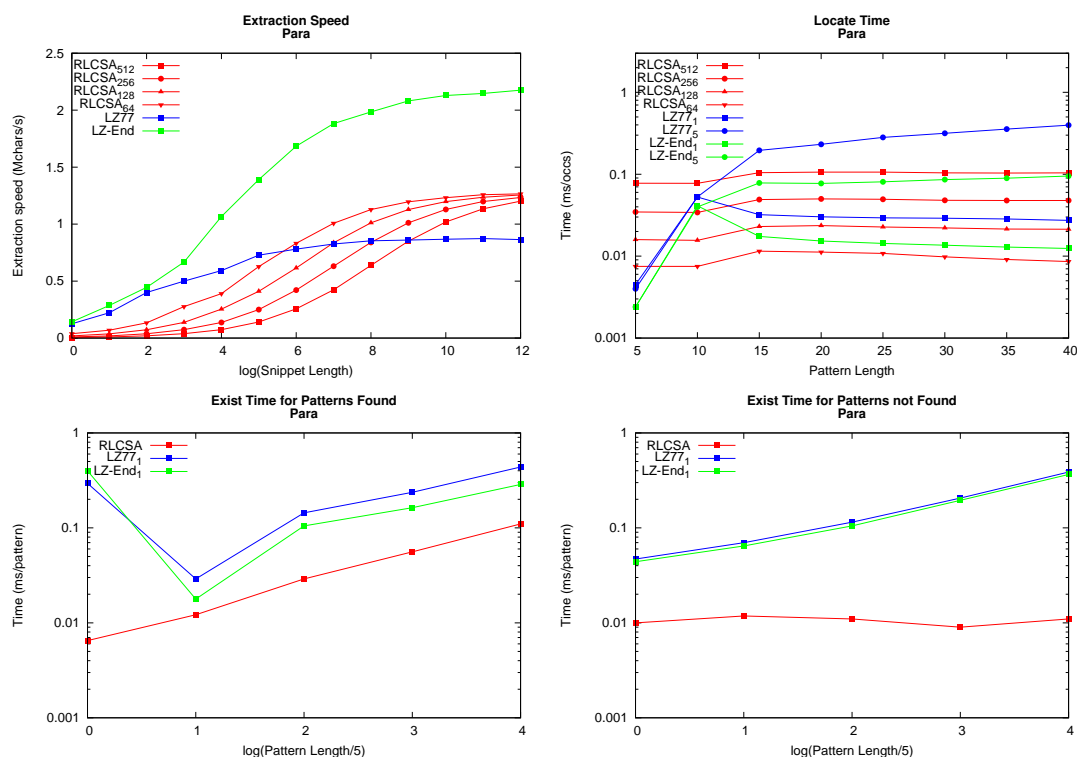 Extraction Speed
Para
RLCSA512
RLCSA256
RLCSA128
RLCSA64
LZ77
LZ-End
Extraction speed (Mchars/s)
2.5
2
1.5
1
0.5
0
0 2 4 6 8 10 12
log(Snippet Length)
Locate Time
Para
RLCSA512
RLCSA256
RLCSA128
RLCSA64
LZ771
LZ775
LZ-End1
LZ-End5
Time (ms/occs)
1
0.1
0.01
0.001
5 10 15 20 25 30 35 40
Pattern Length
Exist Time for Patterns Found
Para
RLCSA
LZ771
LZ-End1
Time (ms/pattern)
1
0.1
0.01
0.001
0 1 2 3 4
log(Pattern Length/5)
Exist Time for Patterns not Found
Para
RLCSA
LZ771
LZ-End1
Time (ms/pattern)
1
0.1
0.01
0.001
0 1 2 3 4
log(Pattern Length/5)